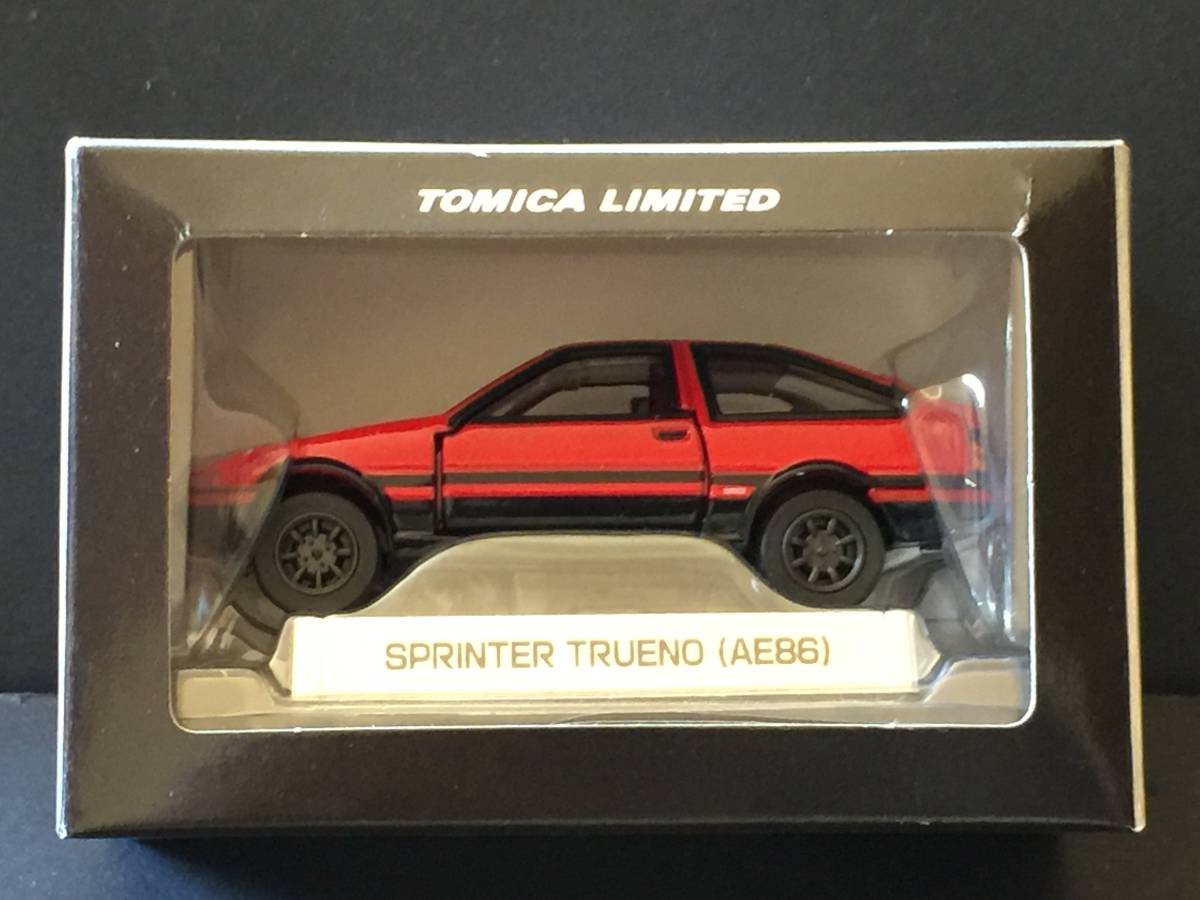 TOMICA LIMITED
SPRINTER TRUENO (AE86)